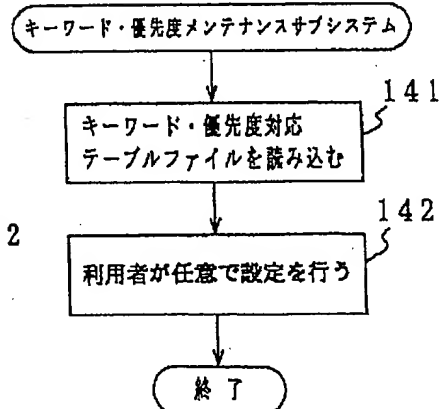 キーワード・優先度メンテナンスサブシステム
141
キーワード・優先度対応
テーブルファイルを読み込む
142
2
利用者が任意で設定を行う
終了